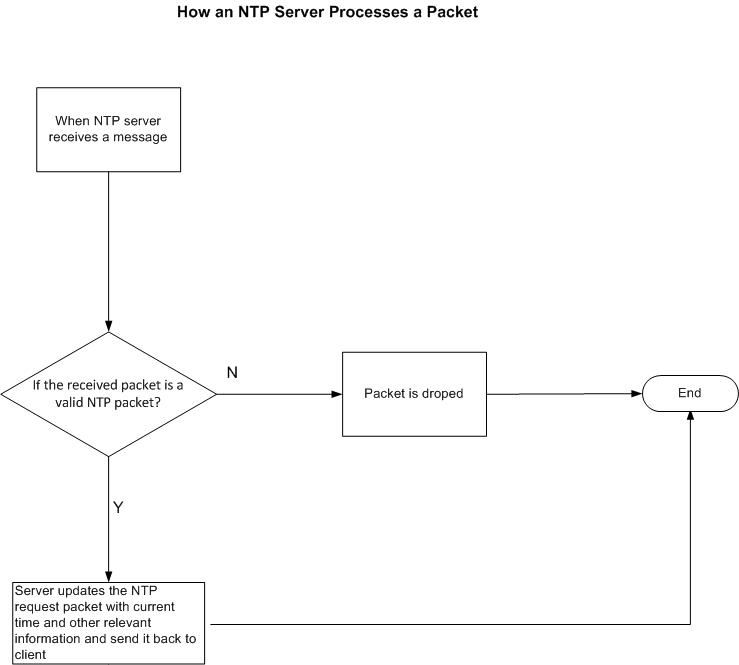 How an NTP Server Processes a Packet
When NTP server
receives a message
If the received packet is a
valid NTP packet?
N
Packet is droped
End
Y
Server updates the NTP
request packet with current
time and other relevant
information and send it back to
client